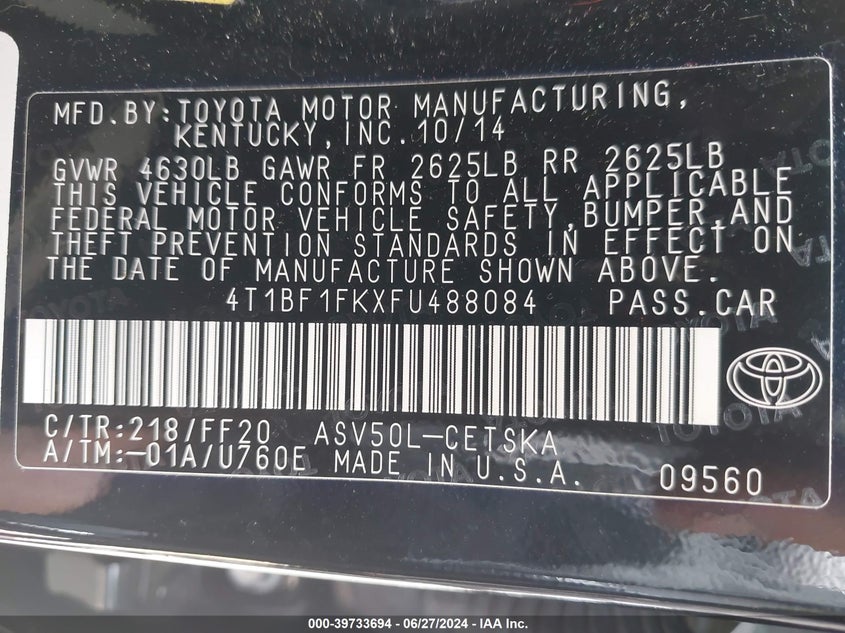 MFD.BY:TOYOTA MOTOR MANUFACTURING,
KENTUCKY,INC.10/14
GVWR 4630LB GAWR FR 2625LB RR 2625LB
THIS VEHICLE CONFORMS TO ALL APPLICABLE
FEDERAL MOTOR VEHICLE SAFETY,BUMPER,AND
THEFT PREVENTION STANDARDS IN EFFECT ON
THE DATE OF MANUFACTURE SHOWN ABOVE.
4T1BF1FKXFU488084 PASS.CAR
C/TR:218/FF20 ASV50L-CETSKA
A/TM:-01A/U760E MADE IN U.S.A. 09560
000-39733694 - 06/27/2024 - IAA Inc.